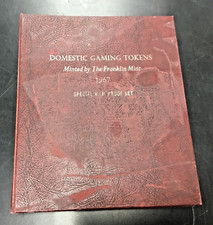 DOMESTIC GAMING TOKENS
Minted by The Franklin Mint
1967
SPECIAL PROOF SET